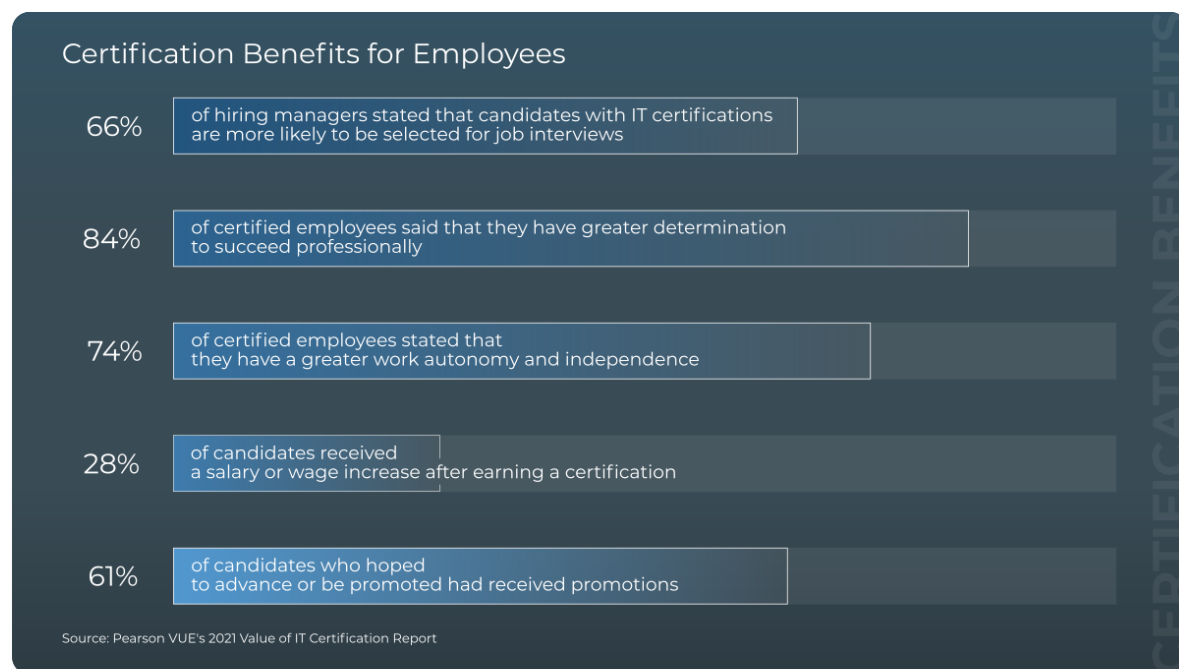 Certification Benefits for Employees
66%
of hiring managers stated that candidates with IT certifications
are more likely to be selected for job interviews
84%
of certified employees said that they have greater determination
to succeed professionally
74%
of certified employees stated that
they have a greater work autonomy and independence
28%
of candidates received
a salary or wage increase after earning a certification
61%
of candidates who hoped
to advance or be promoted had received promotions
Source: Pearson VUE's 2021 Value of IT Certification Report
CERTIFICATION BENEFITS